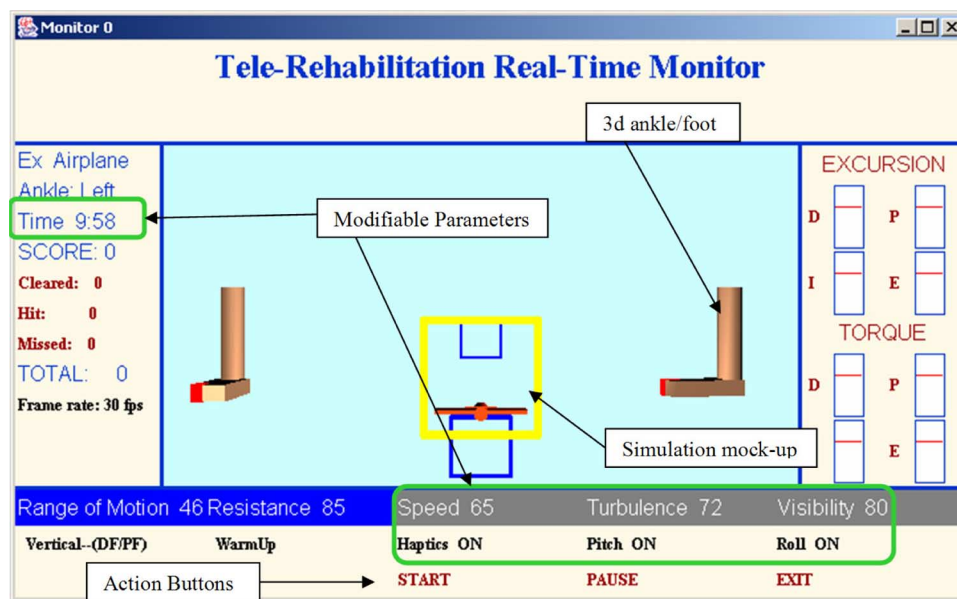 Monitor 0
Tele-Rehabilitation Real-Time Monitor
3d ankle/foot
Ex Airplane
Ankle: Left
Time 9:58
SCORE: 0
Cleared: 0
Hit: 0
Missed: 0
TOTAL: 0
Frame rate: 30 fps
Modifiable Parameters
Simulation mock-up
EXCURSION
D P
I E
TORQUE
D P
E
Range of Motion 46 Resistance 85 Speed 65 Turbulence 72 Visibility 80
Vertical--(DF/PF) WarmUp Haptics ON Pitch ON Roll ON
Action Buttons START PAUSE EXIT